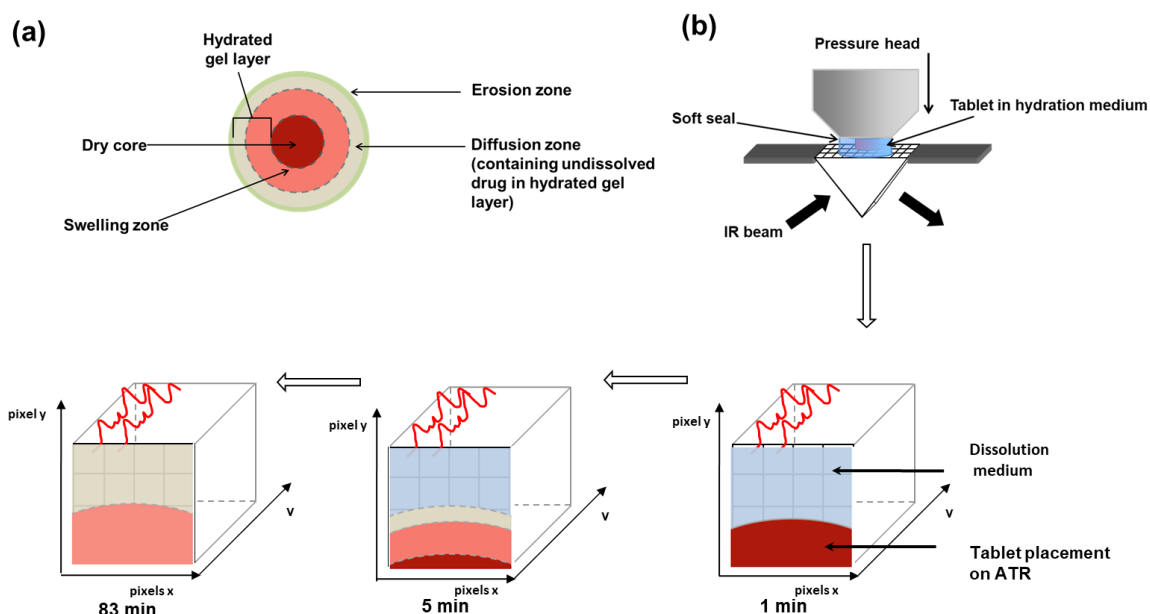 (a)
Hydrated
gel layer
Erosion zone
Dry core
Diffusion zone
(containing undissolved
drug in hydrated gel
layer)
Swelling zone
(b)
Pressure head
Tablet in hydration medium
Soft seal
IR beam
pixel y
v
pixels x
83 min
pixel y
v
pixels x
5 min
pixel y
Dissolution
medium
v
Tablet placement
on ATR
pixels x
1 min